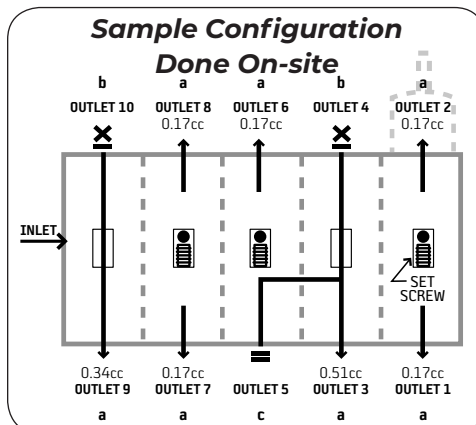 Sample Configuration
Done On-site
b a a b a
OUTLET 10 OUTLET 8 OUTLET 6 OUTLET 4 OUTLET 2
0.17cc 0.17cc 0.17cc
INLET
SET
SCREW
0.34cc 0.17cc 0.51cc 0.17cc
OUTLET 9 OUTLET 7 OUTLET 5 OUTLET 3 OUTLET 1
a a c a a